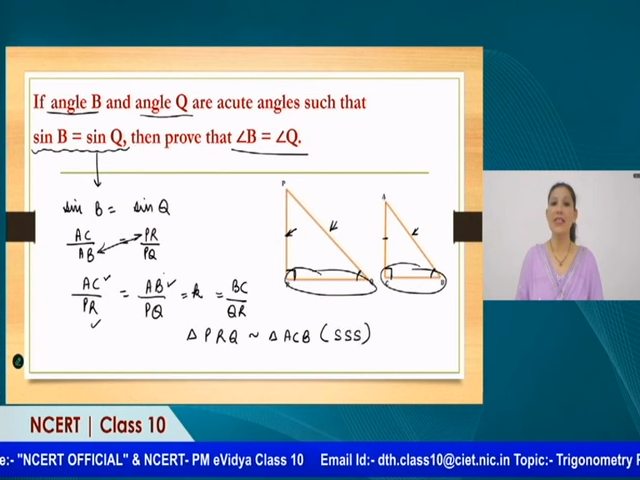 If angle B and angle Q are acute angles such that
sin B = sin Q, then prove that ∠B = ∠Q.
sin B = sin Q
AC/AB = PR/PQ
AC/PR = AB/PQ = k = BC/QR
△ PRQ ~ △ ACB (SSS)
P
A
C
B
NCERT | Class 10
e:- "NCERT OFFICIAL" & NCERT- PM eVidya Class 10 Email Id:- dth.class10@ciet.nic.in Topic:- Trigonometry